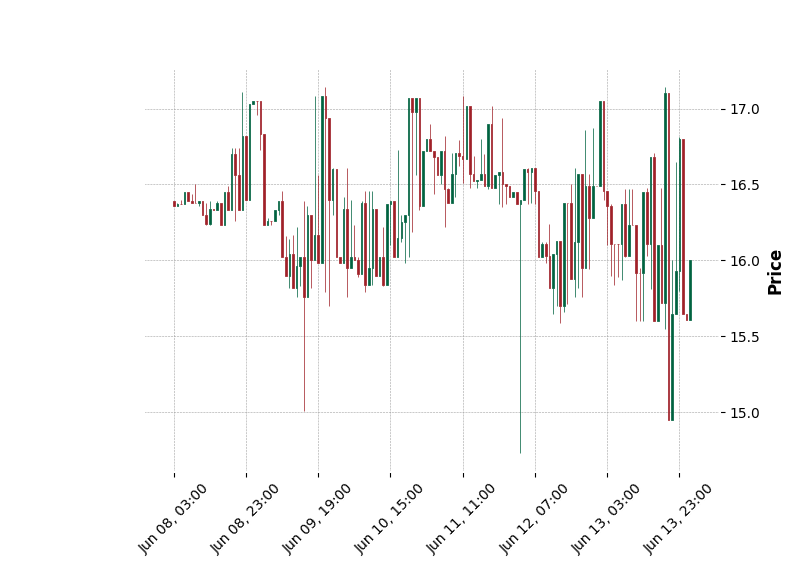 17.0
16.5
16.0
15.5
15.0
Price
Jun 08, 03:00
Jun 08, 23:00
Jun 09, 19:00
Jun 10, 15:00
Jun 11, 11:00
Jun 12, 07:00
Jun 13, 03:00
Jun 13, 23:00